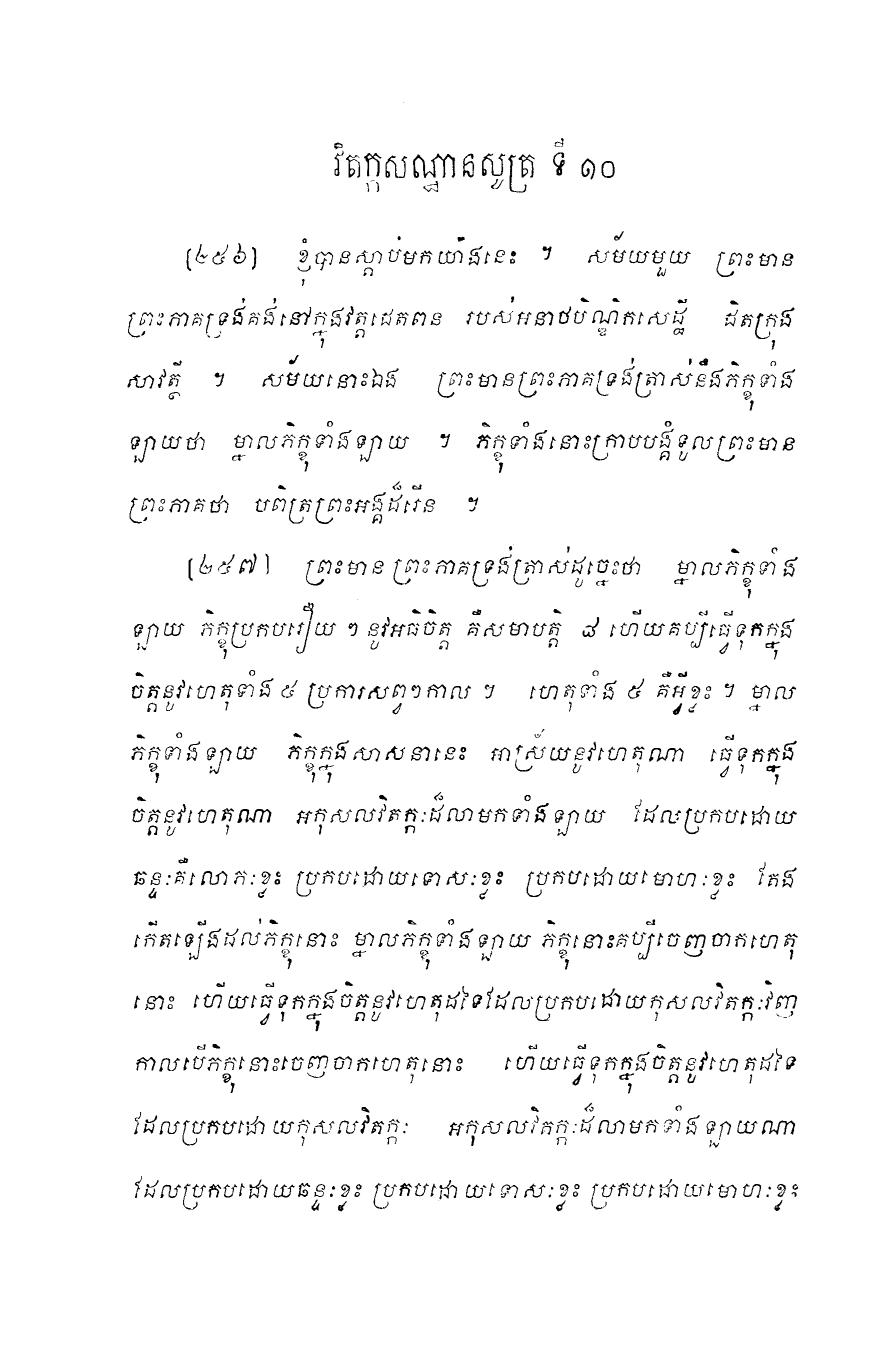 វិតក្កសណ្ឋានសូត្រ ទី ១០
[២៥៦] ខ្ញុំបានស្តាប់មកយ៉ាងនេះ ។ សម័យមួយ ព្រះមាន
ព្រះភាគទ្រង់គង់នៅក្នុងវត្តជេតពន របស់អនាថបិណ្ឌិកសេដ្ឋី ជិតក្រុង
សាវត្ថី ។ សម័យនោះឯង ព្រះមានព្រះភាគទ្រង់ត្រាស់នឹងភិក្ខុទាំង
ឡាយថា ម្នាលភិក្ខុទាំងឡាយ ។ ភិក្ខុទាំងនោះក្រាបបង្គំទូលព្រះមាន
ព្រះភាគថា បពិត្រព្រះអង្គដ៏រើន ។
[២៥៧] ព្រះមាន ព្រះភាគទ្រង់ត្រាស់ដូច្នេះថា ម្នាលភិក្ខុទាំង
ឡាយ ភិក្ខុប្រកបរឿយ ៗ នូវអធិចិត្ត គឺសមាបត្តិ ៨ ហើយគប្បីធ្វើទុកក្នុង
ចិត្តនូវហេតុទាំង ៥ ប្រការសព្វៗកាល ។ ហេតុទាំង ៥ គឺអ្វីខ្លះ ។ ម្នាល
ភិក្ខុទាំងឡាយ ភិក្ខុក្នុងសាសនានេះ អាស្រ័យនូវហេតុណា ធ្វើទុកក្នុង
ចិត្តនូវហេតុណា អកុសលវិតក្កៈដ៏លាមកទាំងឡាយ ដែលប្រកបដោយ
ឆន្ទៈគឺលោភៈខ្លះ ប្រកបដោយទោសៈខ្លះ ប្រកបដោយមោហៈខ្លះ តែង
កើតឡើងដល់ភិក្ខុនោះ ម្នាលភិក្ខុទាំងឡាយ ភិក្ខុនោះគប្បីចេញចាកហេតុ
នោះ ហើយធ្វើទុកក្នុងចិត្តនូវហេតុដទៃដែលប្រកបដោយកុសលវិតក្កៈវិញ
កាលបើភិក្ខុនោះចេញចាកហេតុនោះ ហើយធ្វើទុកក្នុងចិត្តនូវហេតុដទៃ
ដែលប្រកបដោយកុសលវិតក្កៈ អកុសលវិតក្កៈដ៏លាមកទាំងឡាយណា
ដែលប្រកបដោយឆន្ទៈខ្លះ ប្រកបដោយទោសៈខ្លះ ប្រកបដោយមោហៈខ្លះ